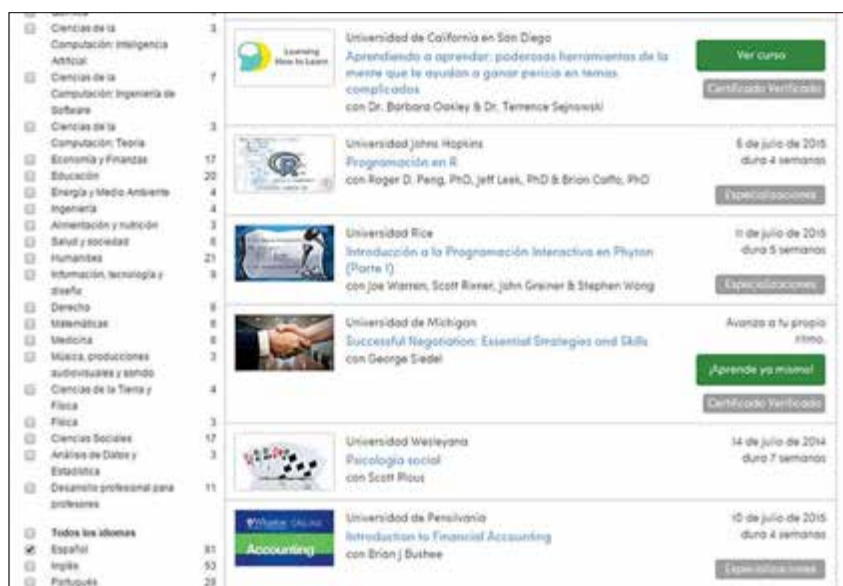 3
Ciencias de la
Computación: Inteligencia
Artificial
Ciencias de la 7
Computación: Ingeniería de
Software
Ciencias de la 3
Computación: Teoría
Economía y Finanzas 17
Educación 20
Energía y Medio Ambiente 4
Ingeniería 4
Alimentación y nutrición 3
Salud y sociedad 6
Humanities 21
Información, tecnología y 9
diseño
Derecho 6
Matemáticas 6
Medicina 8
Música, producciones 3
audiovisuales y sonido
Ciencias de la Tierra y 4
Física
Física 3
Ciencias Sociales 17
Análisis de Datos y 3
Estadística
Desarrollo profesional para 11
profesores
Todos los idiomas
Español 81
Inglés 53
Portugués 28
Learning
How to Learn
Universidad de California en San Diego
Aprendiendo a aprender: poderosas herramientas de la
mente que te ayudan a ganar pericia en temas
complicados
con Dr. Barbara Oakley & Dr. Terrence Sejnowski
Ver curso
Certificado Verificado
R
Universidad Johns Hopkins
Programación en R
con Roger D. Peng, PhD, Jeff Leek, PhD & Brian Caffo, PhD
6 de julio de 2015
dura 4 semanas
Especializaciones
Universidad Rice
Introducción a la Programación Interactiva en Phyton
(Parte I)
con Joe Warren, Scott Rixner, John Greiner & Stephen Wong
11 de julio de 2015
dura 5 semanas
Especializaciones
Universidad de Michigan
Successful Negotiation: Essential Strategies and Skills
con George Siedel
Avanza a tu propio
ritmo.
¡Aprende ya mismo!
Certificado Verificado
Universidad Wesleyana
Psicología social
con Scott Plous
14 de julio de 2014
dura 7 semanas
Wharton ONLINE
Accounting
Universidad de Pensilvania
Introduction to Financial Accounting
con Brian J Bushee
10 de julio de 2015
dura 4 semanas
Especializaciones